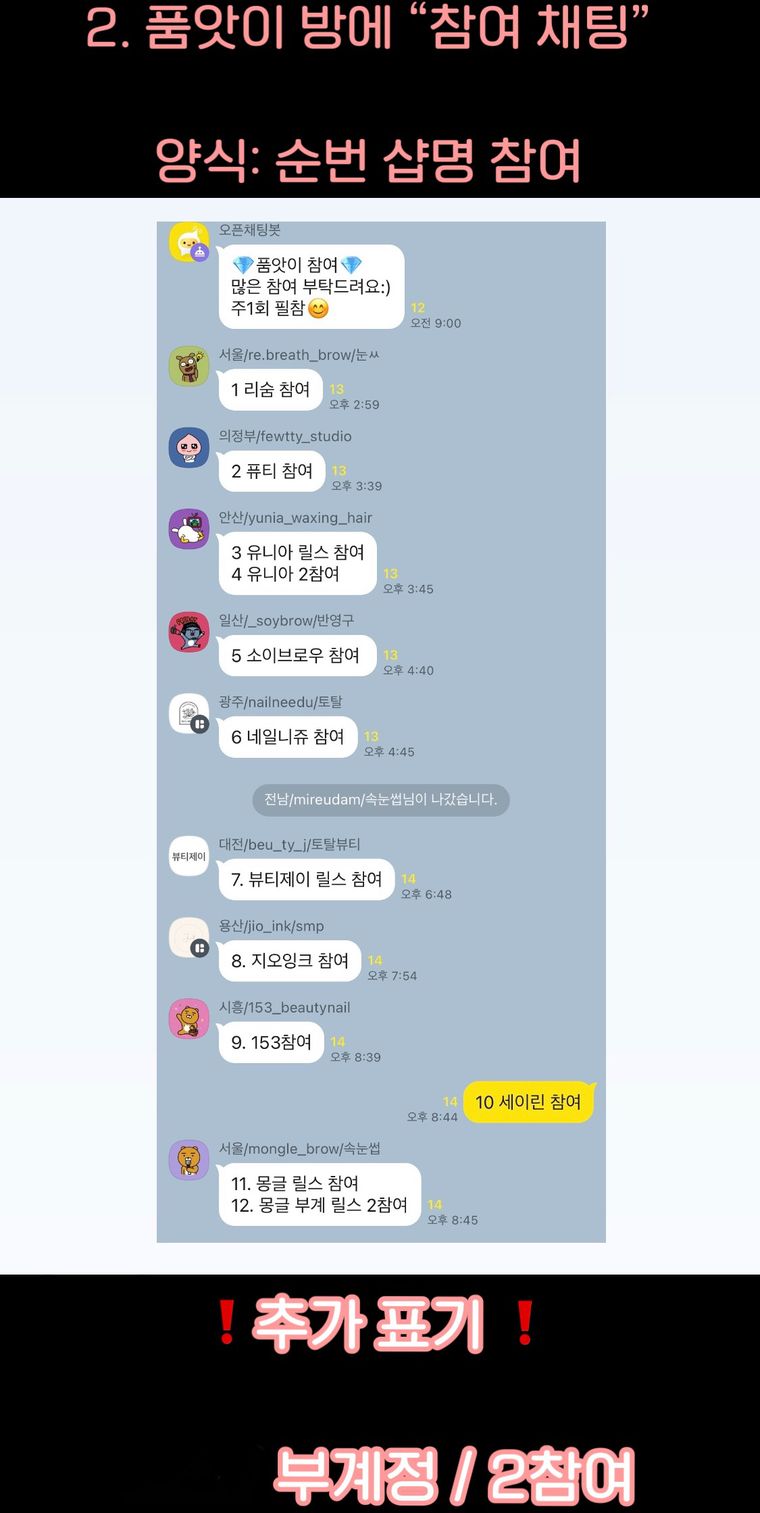 2. 품앗이 방에 “참여 채팅”
양식: 순번 샵명 참여
오픈채팅봇
💎품앗이 참여💎
많은 참여 부탁드려요:)
주1회 필참😊
12
오전 9:00
서울/re.breath_brow/눈ㅆ
1 리숨 참여
13
오후 2:59
의정부/fewtty_studio
2 퓨티 참여
13
오후 3:39
안산/yunia_waxing_hair
3 유니아 릴스 참여
4 유니아 2참여
13
오후 3:45
일산/_soybrow/반영구
5 소이브로우 참여
13
오후 4:40
광주/nailneedu/토탈
6 네일니쥬 참여
13
오후 4:45
전남/mireudam/속눈썹님이 나갔습니다.
뷰티제이
대전/beu_ty_j/토탈뷰티
7. 뷰티제이 릴스 참여
14
오후 6:48
용산/jio_ink/smp
8. 지오잉크 참여
14
오후 7:54
시흥/153_beautynail
9. 153참여
14
오후 8:39
10 세이린 참여
14
오후 8:44
서울/mongle_brow/속눈썹
11. 몽글 릴스 참여
12. 몽글 부계 릴스 2참여
14
오후 8:45
❗추가 표기❗
부계정 / 2참여